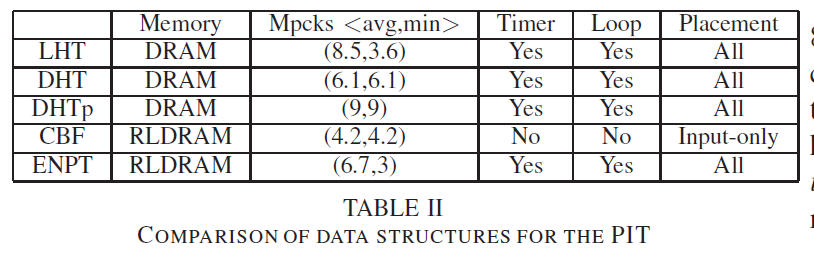 Memory Mpcks <avg,min> Timer Loop Placement
LHT DRAM (8.5,3.6) Yes Yes All
DHT DRAM (6.1,6.1) Yes Yes All
DHTp DRAM (9,9) Yes Yes All
CBF RLDRAM (4.2,4.2) No No Input-only
ENPT RLDRAM (6.7,3) Yes Yes All
TABLE II
COMPARISON OF DATA STRUCTURES FOR THE PIT